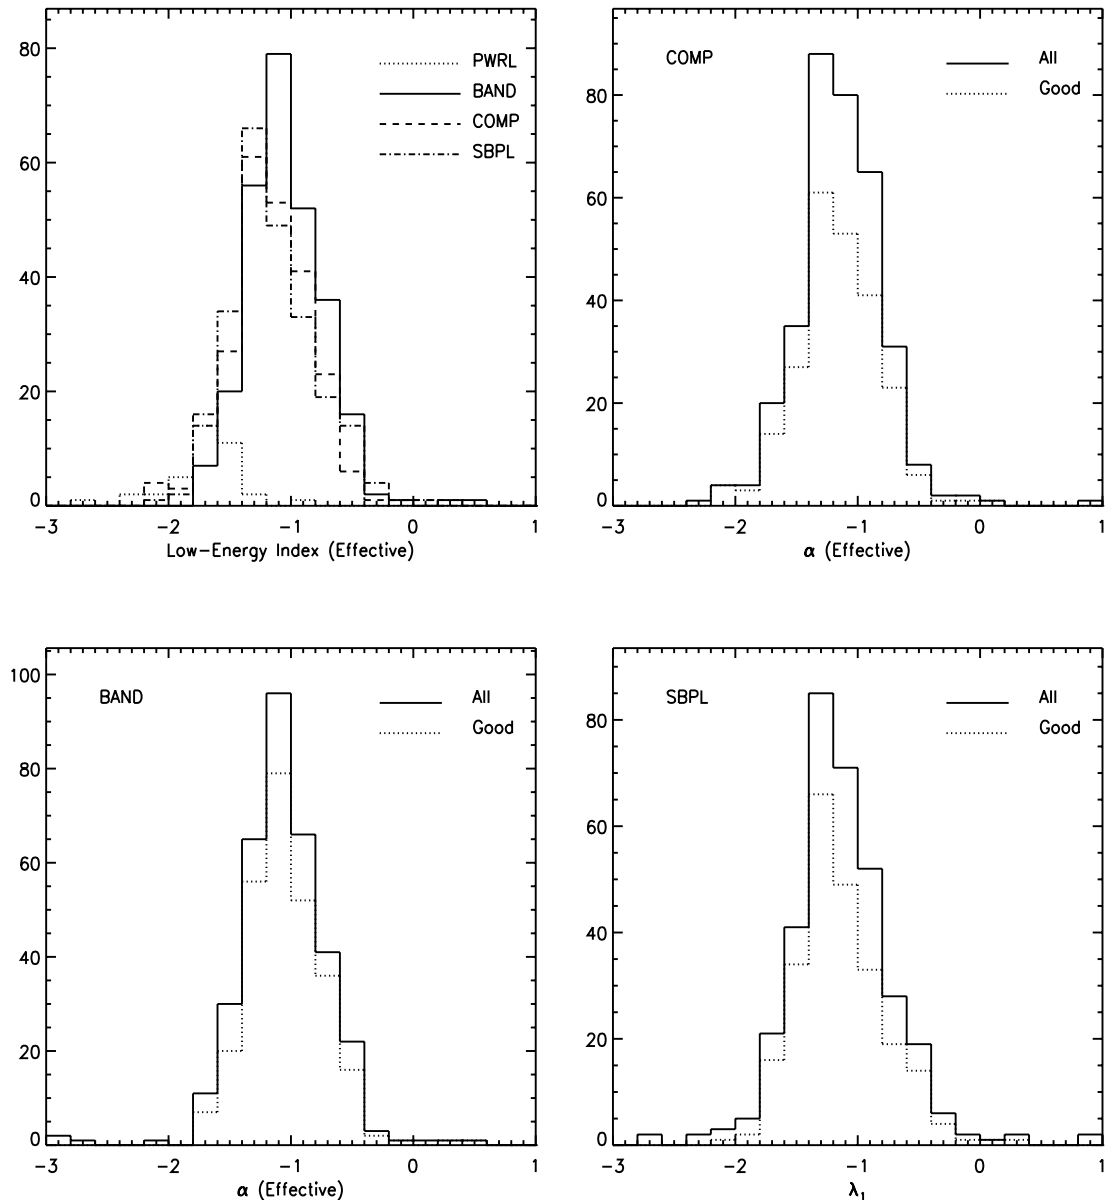 80
60
40
20
0
PWRL
BAND
COMP
SBPL
-3 -2 -1 0 1
Low-Energy Index (Effective)
COMP
All
Good
80
60
40
20
0
-3 -2 -1 0 1
α (Effective)
100
80
60
40
20
0
BAND
All
Good
-3 -2 -1 0 1
α (Effective)
SBPL
All
Good
80
60
40
20
0
-3 -2 -1 0 1
λ₁